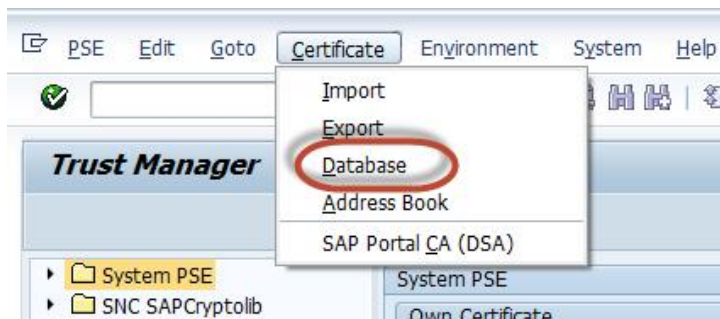 PSE Edit Goto Certificate Environment System Help
Import
Export
Database
Address Book
SAP Portal CA (DSA)
Trust Manager
System PSE
SNC SAPCryptolib
System PSE
Own Certificate